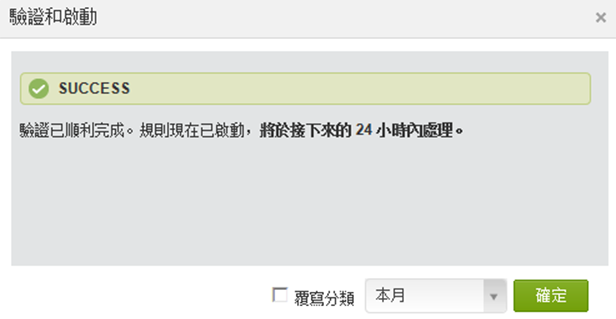 驗證和啟動
×
SUCCESS
驗證已順利完成。規則現在已啟動，將於接下來的 24 小時內處理。
覆寫分類
本月
確定